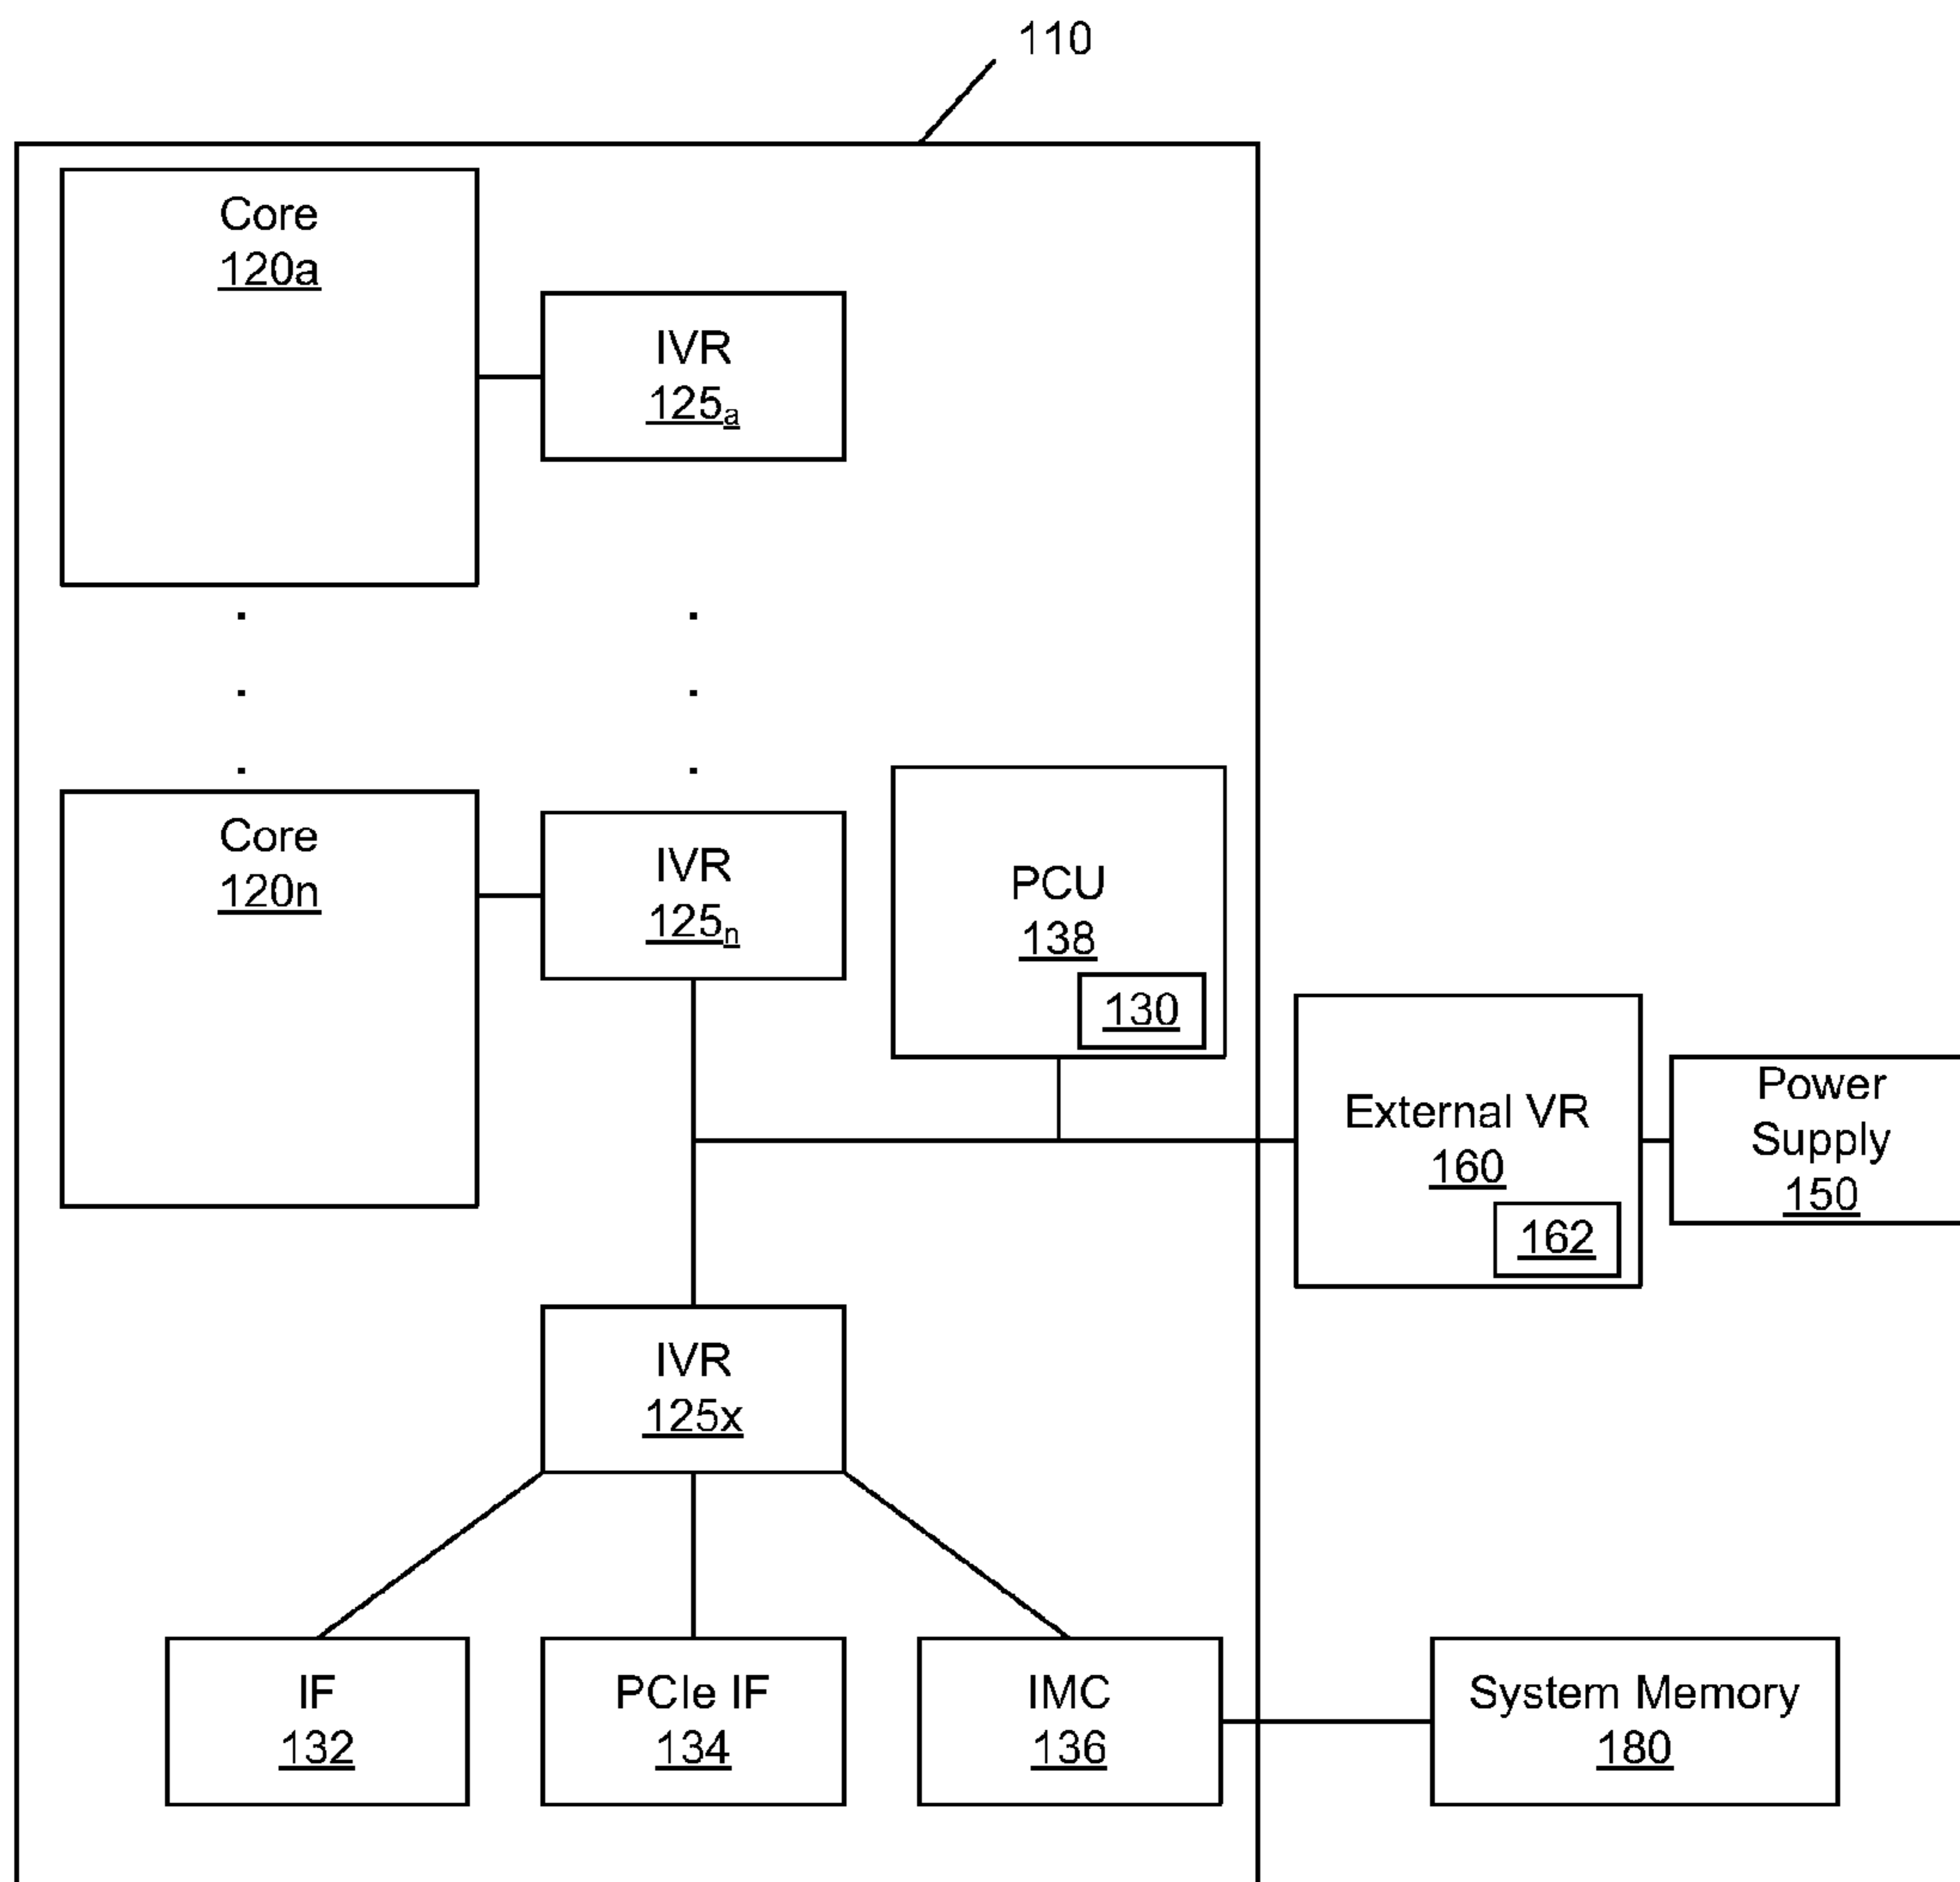 110
Core
120a
IVR
125a
Core
120n
IVR
125n
PCU
138
130
External VR
160
162
Power
Supply
150
IVR
125x
IF
132
PCIe IF
134
IMC
136
System Memory
180